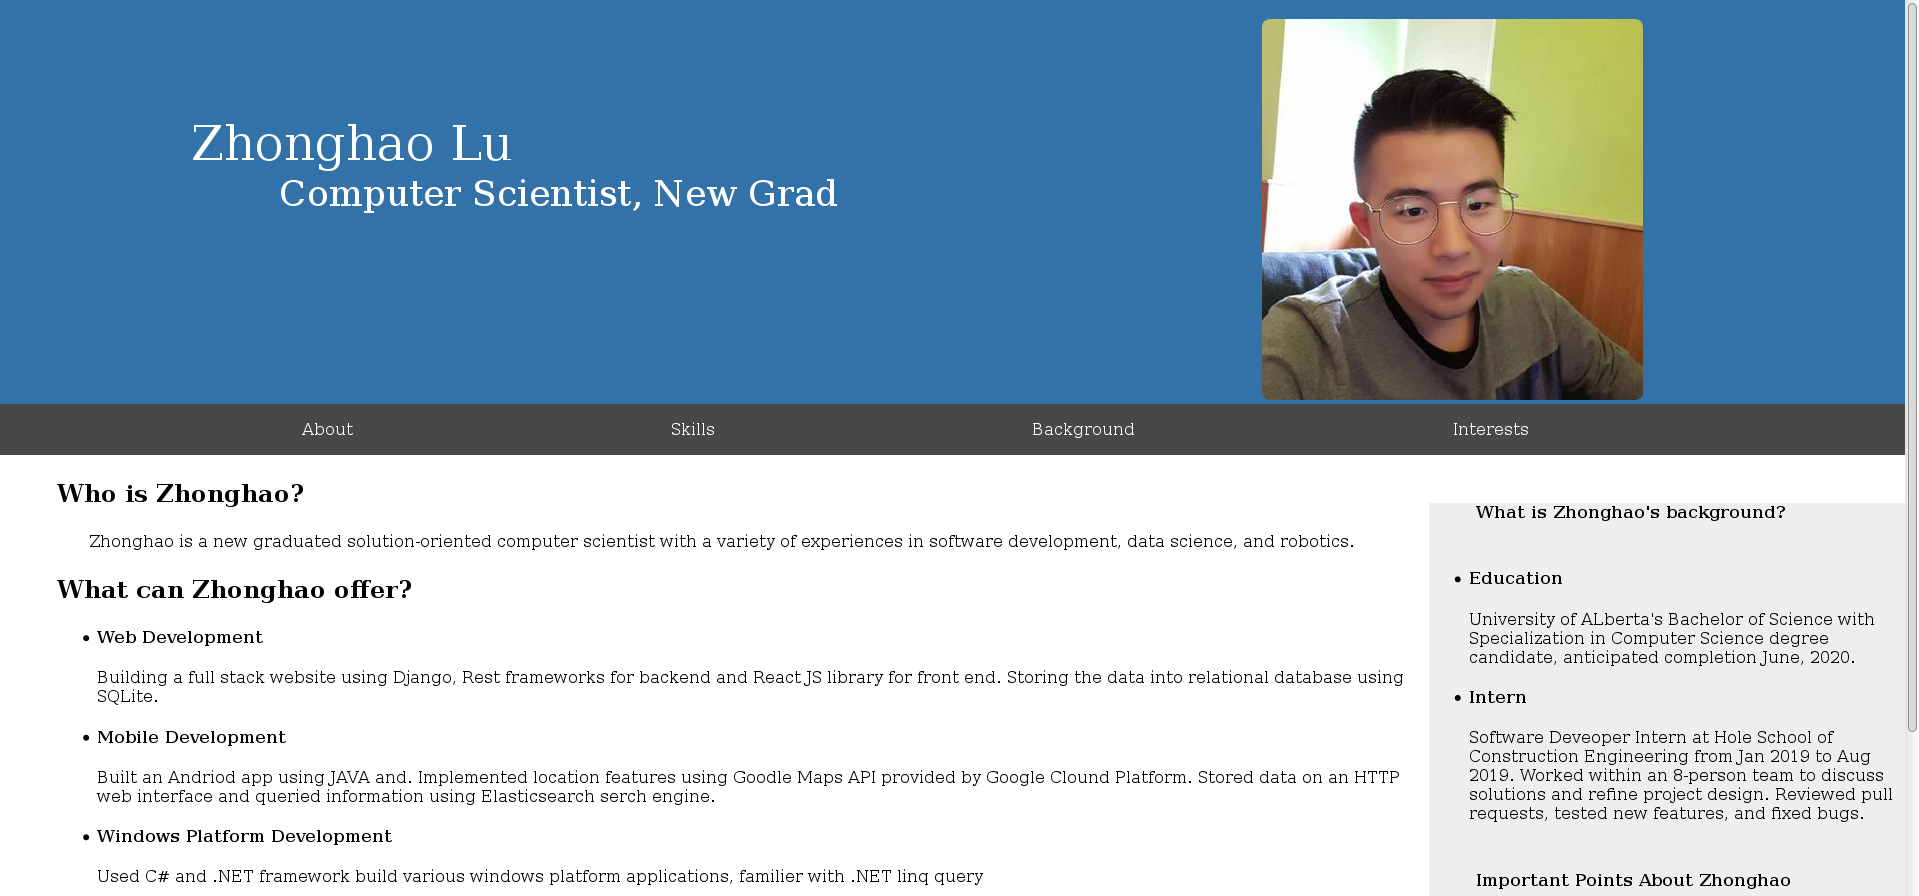 Zhonghao Lu
Computer Scientist, New Grad
About
Skills
Background
Interests
Who is Zhonghao?
Zhonghao is a new graduated solution-oriented computer scientist with a variety of experiences in software development, data science, and robotics.
What can Zhonghao offer?
• Web Development
Building a full stack website using Django, Rest frameworks for backend and React JS library for front end. Storing the data into relational database using
SQLite.
• Mobile Development
Built an Andriod app using JAVA and. Implemented location features using Goodle Maps API provided by Google Clound Platform. Stored data on an HTTP
web interface and queried information using Elasticsearch serch engine.
• Windows Platform Development
Used C# and .NET framework build various windows platform applications, familier with .NET linq query
What is Zhonghao's background?
• Education
University of ALberta's Bachelor of Science with
Specialization in Computer Science degree
candidate, anticipated completion June, 2020.
• Intern
Software Deveoper Intern at Hole School of
Construction Engineering from Jan 2019 to Aug
2019. Worked within an 8-person team to discuss
solutions and refine project design. Reviewed pull
requests, tested new features, and fixed bugs.
Important Points About Zhonghao